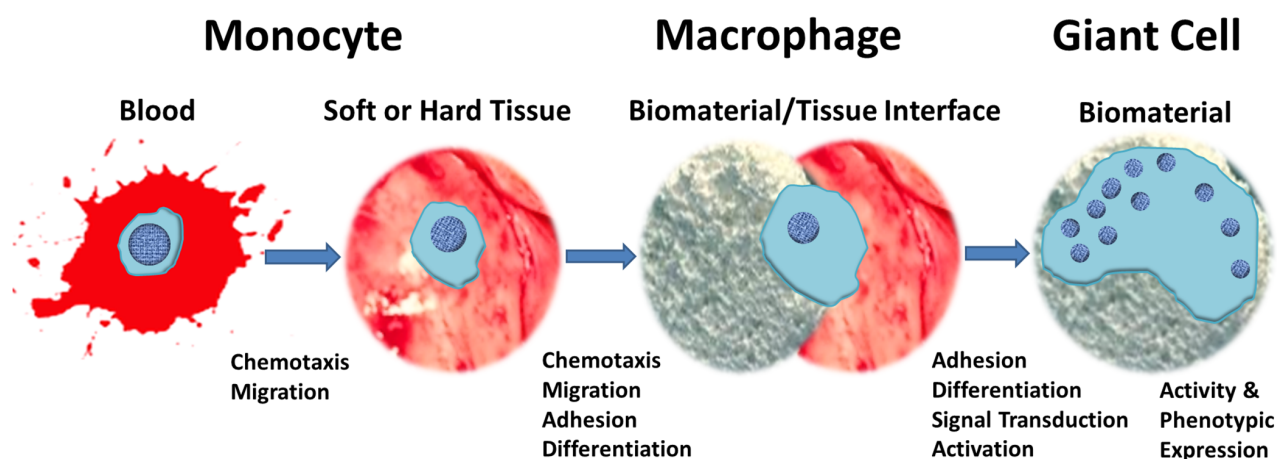 Monocyte
Macrophage
Giant Cell
Blood
Soft or Hard Tissue
Biomaterial/Tissue Interface
Biomaterial
Chemotaxis
Migration
Chemotaxis
Migration
Adhesion
Differentiation
Adhesion
Differentiation
Signal Transduction
Activation
Activity &
Phenotypic
Expression